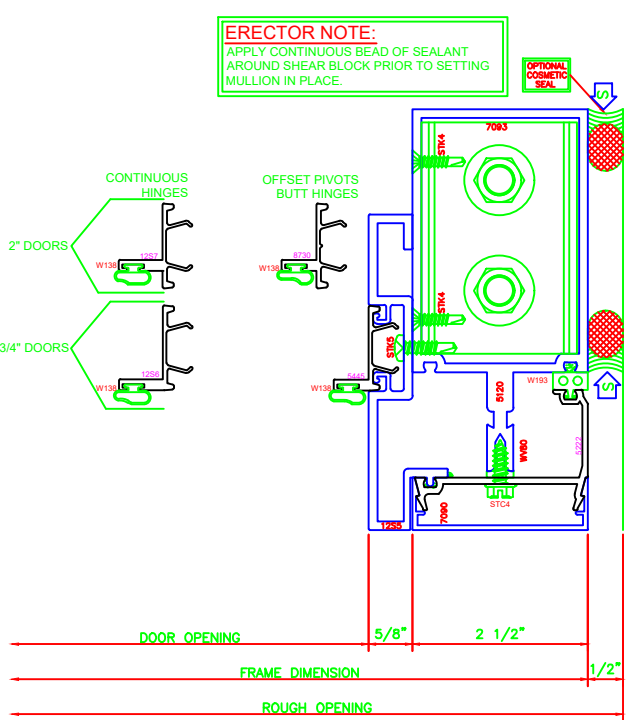 ERECTOR NOTE:
APPLY CONTINUOUS BEAD OF SEALANT
AROUND SHEAR BLOCK PRIOR TO SETTING
MULLION IN PLACE.
OPTIONAL
COSMETIC
SEAL
S
7093
STK4
CONTINUOUS
HINGES
OFFSET PIVOTS
BUTT HINGES
2" DOORS
12S7
W138
8730
W138
STK4
STK5
3/4" DOORS
12S6
W138
5445
W138
5120
W193
S
WV80
5222
STC4
7090
12S5
DOOR OPENING
5/8"
2 1/2"
FRAME DIMENSION
1/2"
ROUGH OPENING